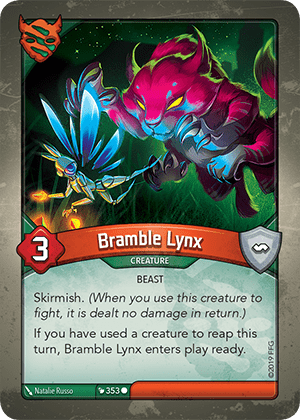 Bramble Lynx
3
CREATURE
BEAST
Skirmish. (When you use this creature to
fight, it is dealt no damage in return.)
If you have used a creature to reap this
turn, Bramble Lynx enters play ready.
©2019 FFG
Natalie Russo
353